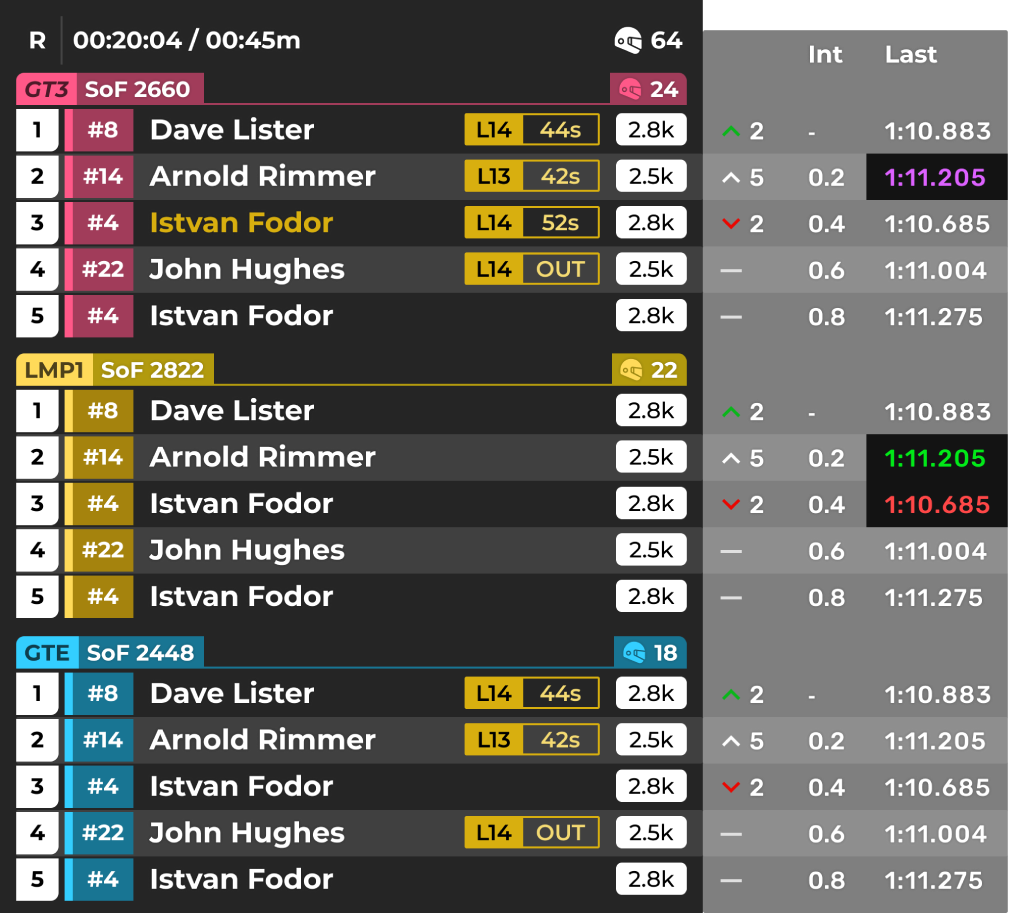 R 00:20:04 / 00:45m 64
Int Last
GT3 SoF 2660 24
1 #8 Dave Lister L14 44s 2.8k 2 - 1:10.883
2 #14 Arnold Rimmer L13 42s 2.5k 5 0.2 1:11.205
3 #4 Istvan Fodor L14 52s 2.8k 2 0.4 1:10.685
4 #22 John Hughes L14 OUT 2.5k — 0.6 1:11.004
5 #4 Istvan Fodor 2.8k — 0.8 1:11.275
LMP1 SoF 2822 22
1 #8 Dave Lister 2.8k 2 - 1:10.883
2 #14 Arnold Rimmer 2.5k 5 0.2 1:11.205
3 #4 Istvan Fodor 2.8k 2 0.4 1:10.685
4 #22 John Hughes 2.5k — 0.6 1:11.004
5 #4 Istvan Fodor 2.8k — 0.8 1:11.275
GTE SoF 2448 18
1 #8 Dave Lister L14 44s 2.8k 2 - 1:10.883
2 #14 Arnold Rimmer L13 42s 2.5k 5 0.2 1:11.205
3 #4 Istvan Fodor 2.8k 2 0.4 1:10.685
4 #22 John Hughes L14 OUT 2.5k — 0.6 1:11.004
5 #4 Istvan Fodor 2.8k — 0.8 1:11.275